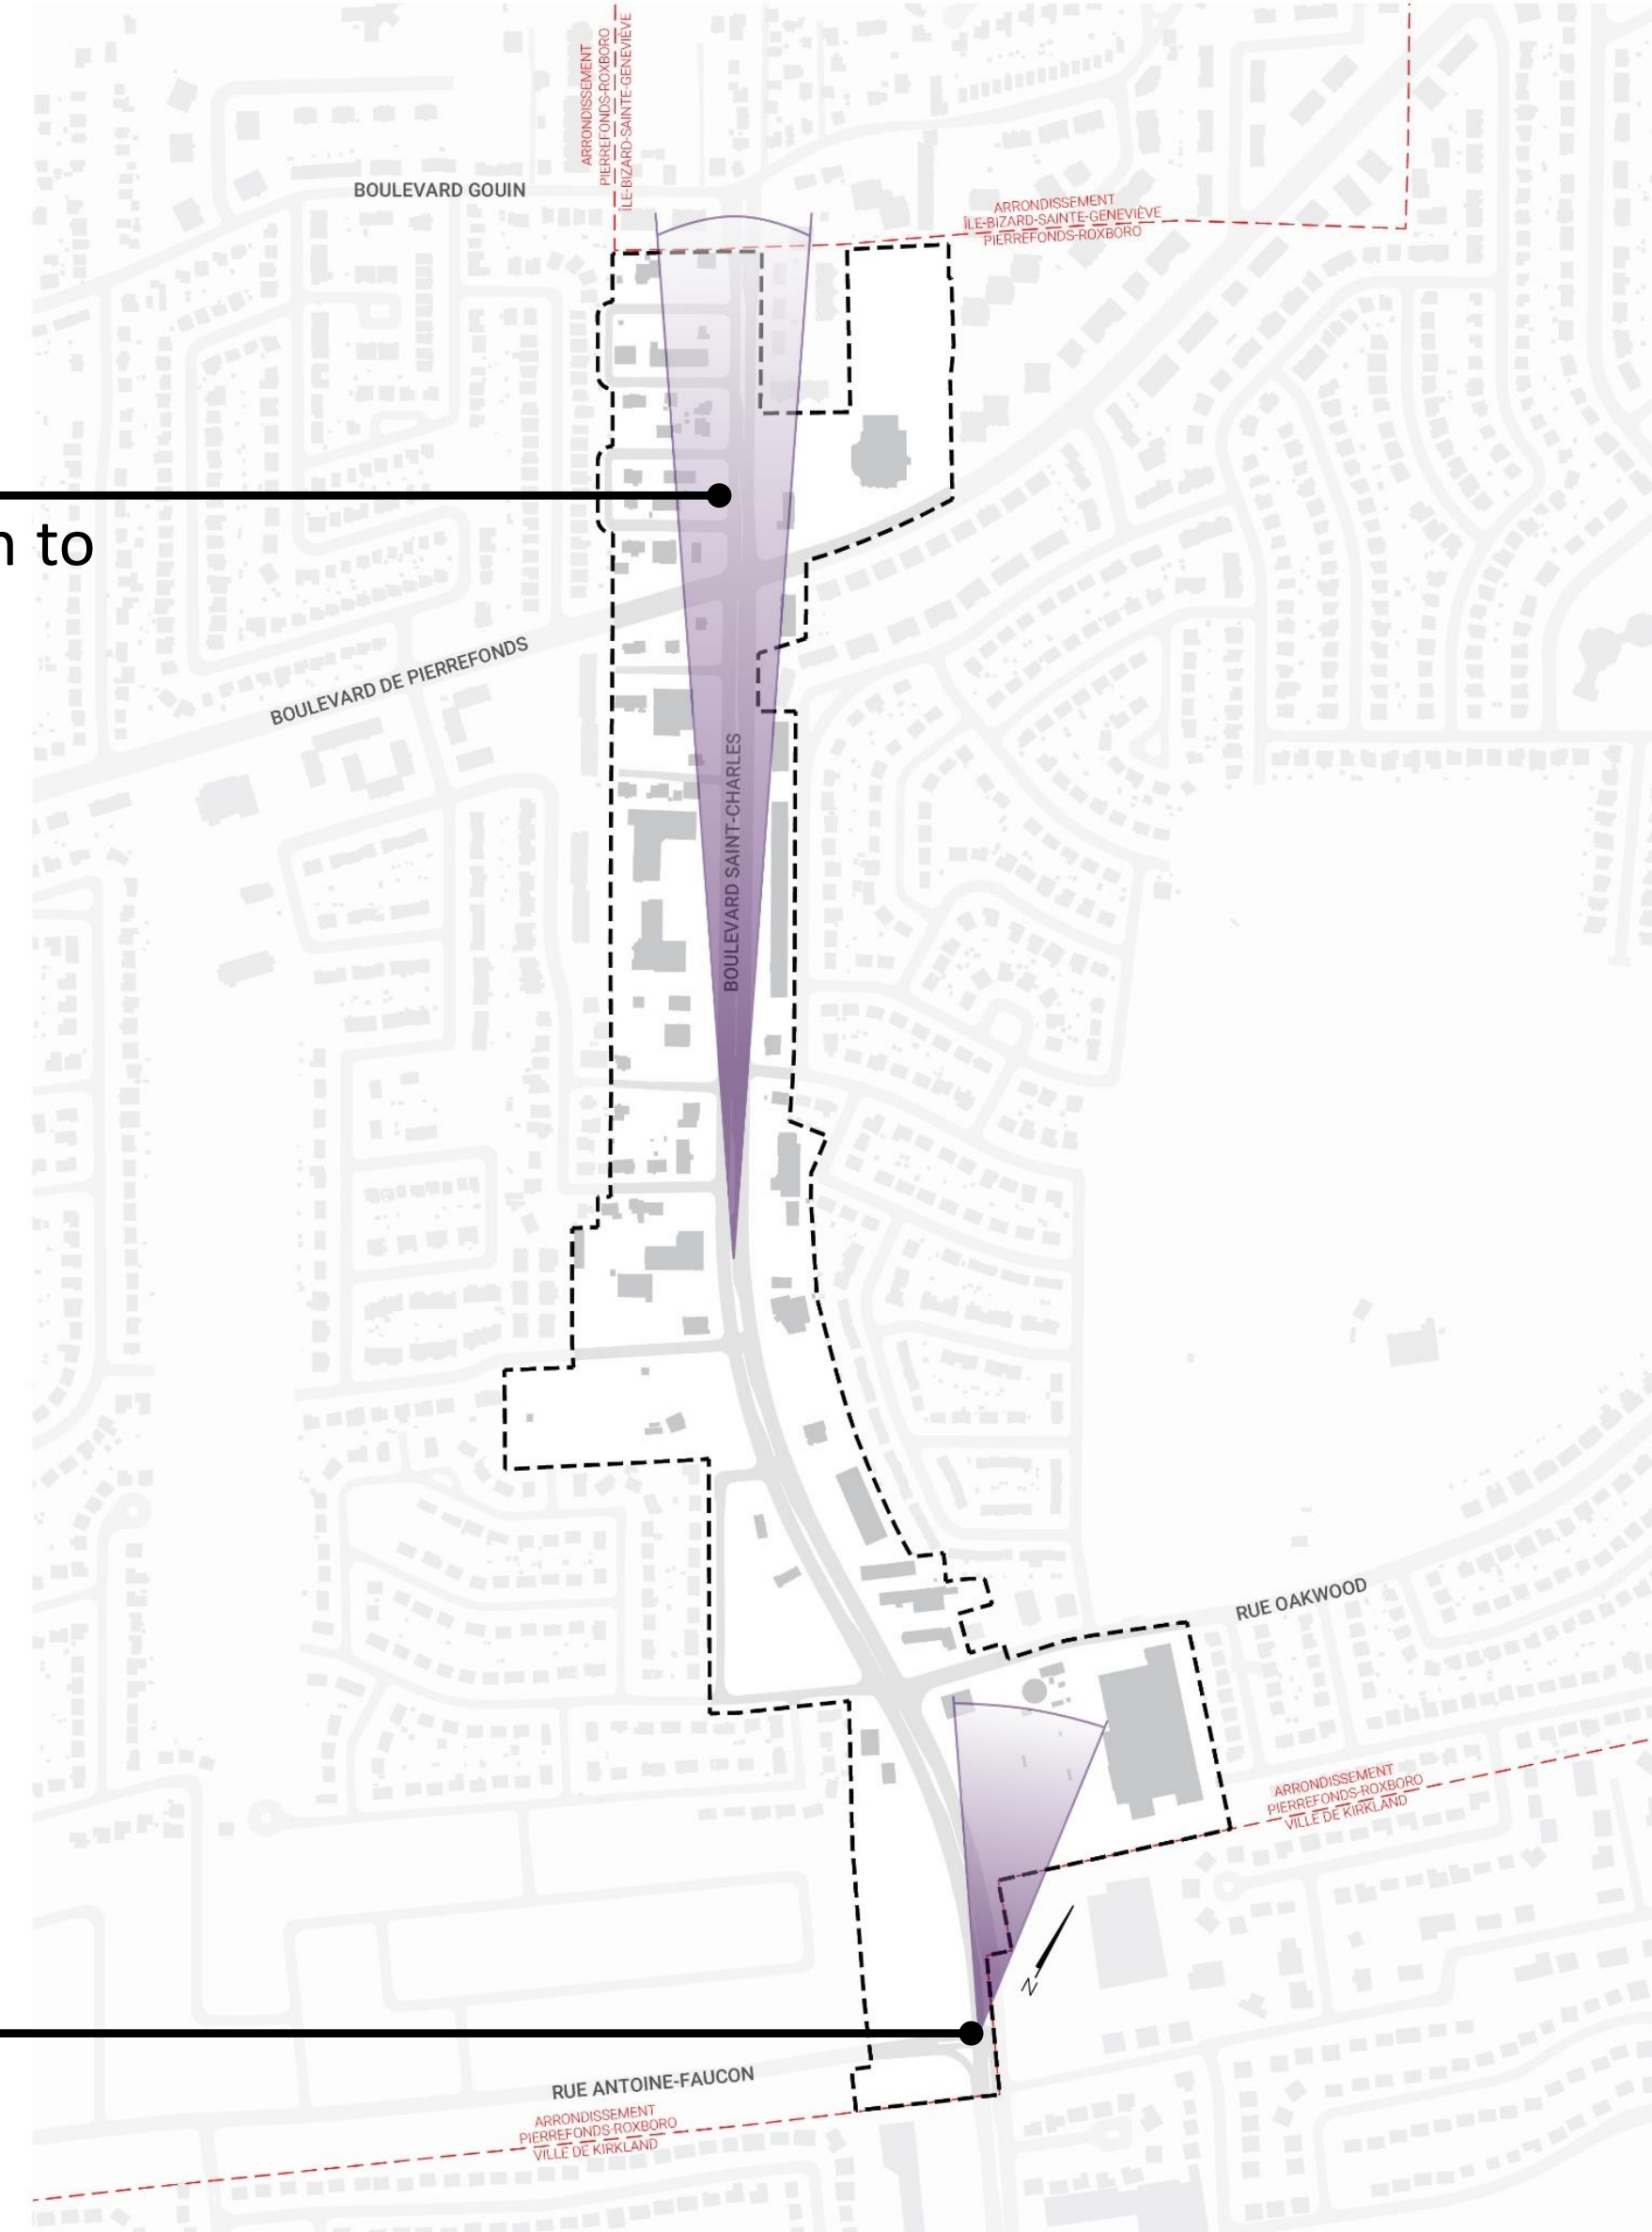 ARRONDISSEMENT
PIERREFONDS-ROXBORO
ÎLE-BIZARD-SAINTE-GENEVIÈVE
BOULEVARD GOUIN
ARRONDISSEMENT
ÎLE-BIZARD-SAINTE-GENEVIÈVE
PIERREFONDS-ROXBORO
to
BOULEVARD DE PIERREFONDS
BOULEVARD SAINT-CHARLES
RUE OAKWOOD
ARRONDISSEMENT
PIERREFONDS-ROXBORO
VILLE DE KIRKLAND
N
RUE ANTOINE-FAUCON
ARRONDISSEMENT
PIERREFONDS-ROXBORO
VILLE DE KIRKLAND